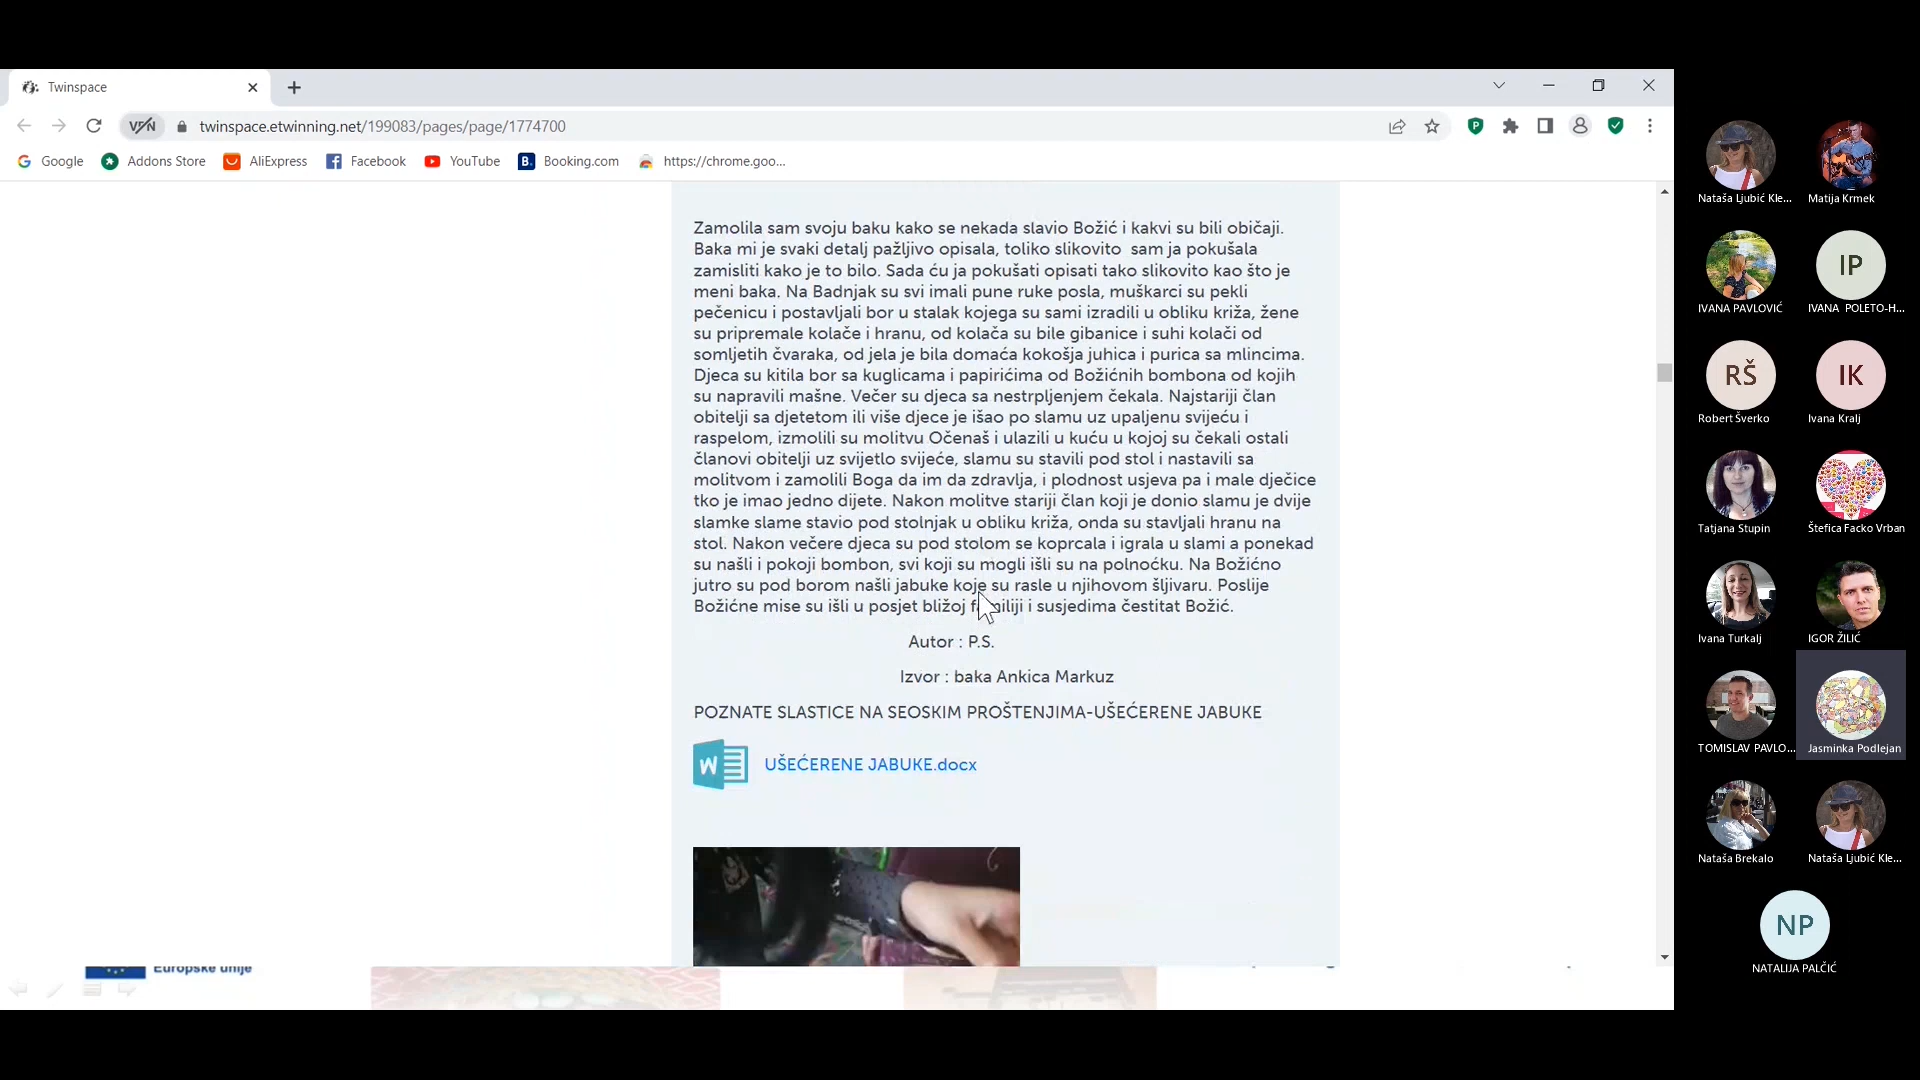 Twinspace
twinspace.etwinning.net/199083/pages/page/1774700
Google
Addons Store
AliExpress
Facebook
YouTube
Booking.com
https://chrome.goo...
Zamolila sam svoju baku kako se nekada slavio Božić i kakvi su bili običaji.
Baka mi je svaki detalj pažljivo opisala, toliko slikovito sam ja pokušala
zamisliti kako je to bilo. Sada ću ja pokušati opisati tako slikovito kao što je
meni baka. Na Badnjak su svi imali pune ruke posla, muškarci su pekli
pečenicu i postavljali bor u stalak kojega su sami izradili u obliku križa, žene
su pripremale kolače i hranu, od kolača su bile gibanice i suhi kolači od
somljetih čvaraka, od jela je bila domaća kokošja juhica i purica sa mlincima.
Djeca su kitila bor sa kuglicama i papirićima od Božićnih bombona od kojih
su napravili mašne. Večer su djeca sa nestrpljenjem čekala. Najstariji član
obitelji sa djetetom ili više djece je išao po slamu uz upaljenu svijeću i
raspelom, izmolili su molitvu Očenaš i ulazili u kuću u kojoj su čekali ostali
članovi obitelji uz svijetlo svijeće, slamu su stavili pod stol i nastavili sa
molitvom i zamolili Boga da im da zdravlja, i plodnost usjeva pa i male dječice
tko je imao jedno dijete. Nakon molitve stariji član koji je donio slamu je dvije
slamke slame stavio pod stolnjak u obliku križa, onda su stavljali hranu na
stol. Nakon večere djeca su pod stolom se koprcala i igrala u slami a ponekad
su našli i pokoji bombon, svi koji su mogli išli su na polnoćku. Na Božićno
jutro su pod borom našli jabuke koje su rasle u njihovom šljivaru. Poslije
Božićne mise su išli u posjet bližoj familiji i susjedima čestitat Božić.
Autor : P.S.
Izvor : baka Ankica Markuz
POZNATE SLASTICE NA SEOSKIM PROŠTENJIMA-UŠEĆERENE JABUKE
W
UŠEĆERENE JABUKE.docx
Europske unije
Nataša Ljubić Kle...
Matija Krmek
IVANA PAVLOVIĆ
IP
IVANA POLETO-H...
RŠ
Robert Šverko
IK
Ivana Kralj
Tatjana Stupin
Štefica Facko Vrban
Ivana Turkalj
IGOR ŽILIĆ
TOMISLAV PAVLO...
Jasminka Podlejan
Nataša Brekalo
Nataša Ljubić Kle...
NP
NATALIJA PALČIĆ